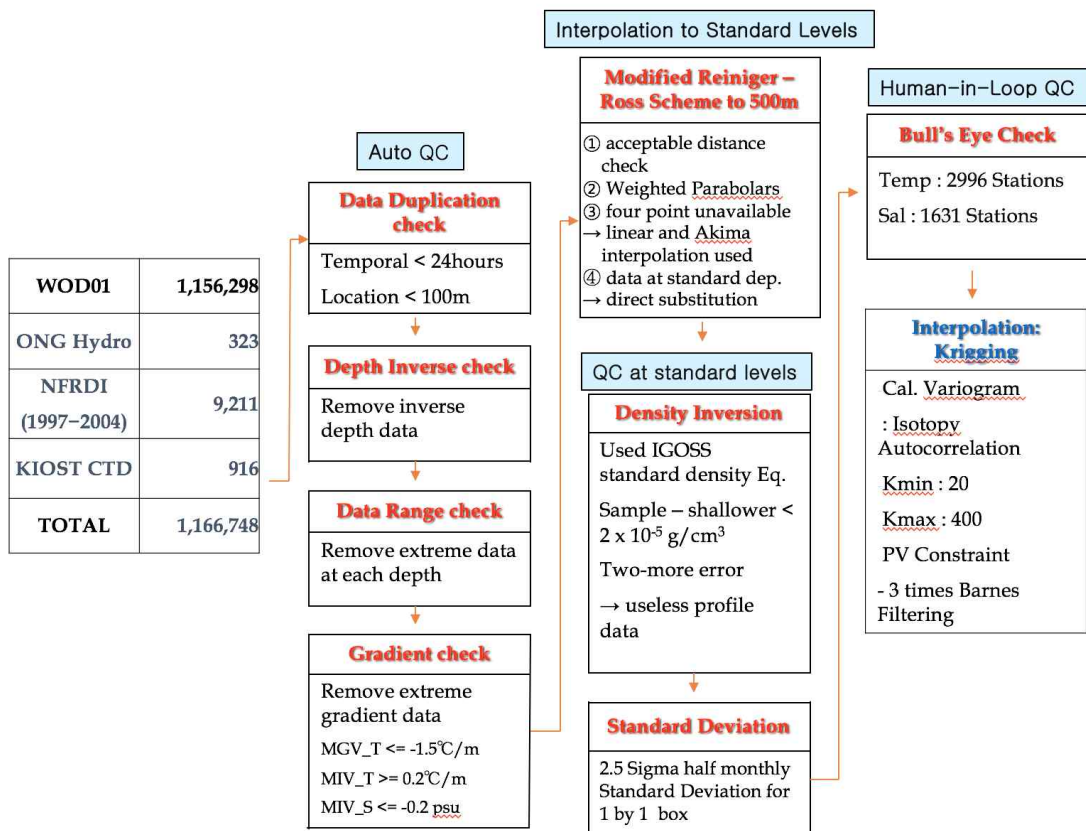 WOD01 1,156,298
ONG Hydro 323
NFRDI
(1997-2004) 9,211
KIOST CTD 916
TOTAL 1,166,748
Auto QC
Data Duplication
check
Temporal < 24hours
Location < 100m
Depth Inverse check
Remove inverse
depth data
Data Range check
Remove extreme data
at each depth
Gradient check
Remove extreme
gradient data
MGV_T <= -1.5℃/m
MIV_T >= 0.2℃/m
MIV_S <= -0.2 psu
Interpolation to Standard Levels
Modified Reiniger –
Ross Scheme to 500m
① acceptable distance
check
② Weighted Parabolars
③ four point unavailable
→ linear and Akima
interpolation used
④ data at standard dep.
→ direct substitution
QC at standard levels
Density Inversion
Used IGOSS
standard density Eq.
Sample – shallower <
2 x 10⁻⁵ g/cm³
Two-more error
→ useless profile
data
Standard Deviation
2.5 Sigma half monthly
Standard Deviation for
1 by 1 box
Human-in-Loop QC
Bull's Eye Check
Temp : 2996 Stations
Sal : 1631 Stations
Interpolation:
Krigging
Cal. Variogram
: Isotopy
Autocorrelation
Kmin : 20
Kmax : 400
PV Constraint
- 3 times Barnes
Filtering